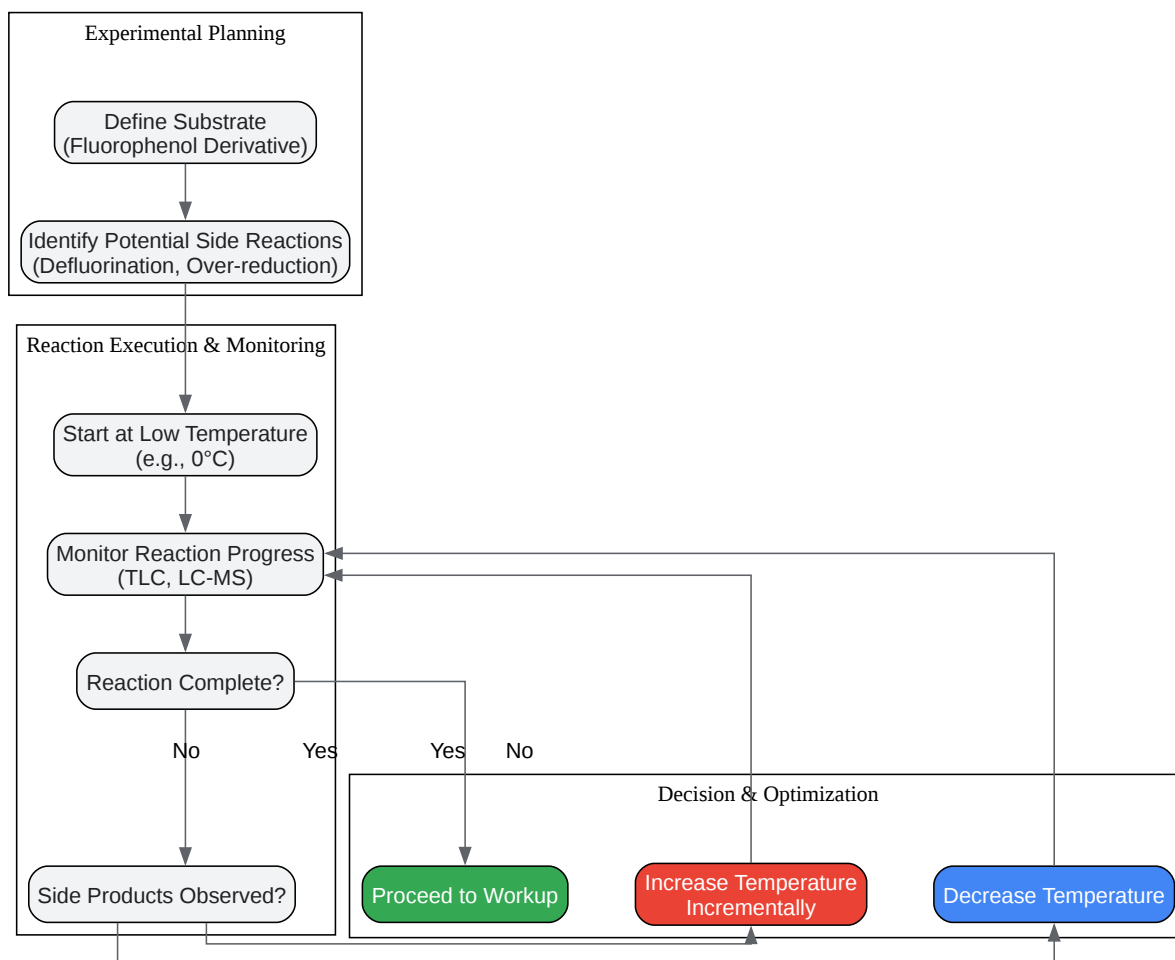 Experimental Planning
Define Substrate
(Fluorophenol Derivative)
Identify Potential Side Reactions
(Defluorination, Over-reduction)
Reaction Execution & Monitoring
Start at Low Temperature
(e.g., 0°C)
Monitor Reaction Progress
(TLC, LC-MS)
Reaction Complete?
No
Yes
Yes
No
Decision & Optimization
Side Products Observed?
Proceed to Workup
Increase Temperature
Incrementally
Decrease Temperature